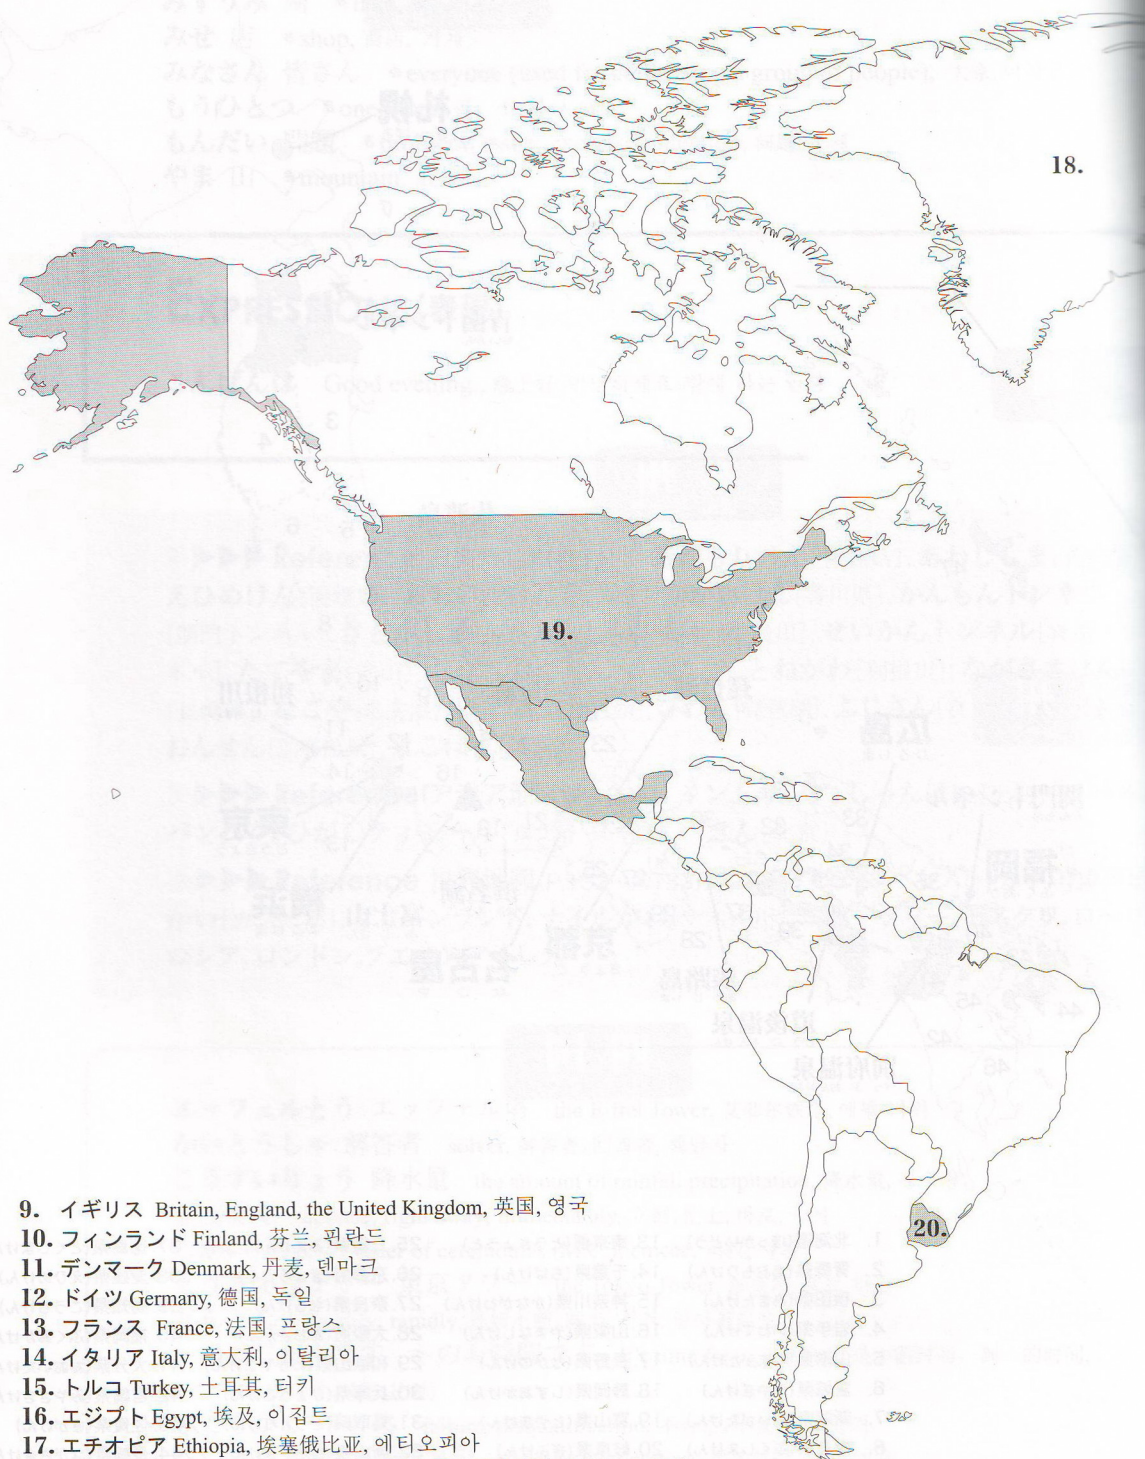 18.
19.
20.
9. イギリス Britain, England, the United Kingdom, 英国, 영국
10. フィンランド Finland, 芬兰, 핀란드
11. デンマーク Denmark, 丹麦, 덴마크
12. ドイツ Germany, 德国, 독일
13. フランス France, 法国, 프랑스
14. イタリア Italy, 意大利, 이탈리아
15. トルコ Turkey, 土耳其, 터키
16. エジプト Egypt, 埃及, 이집트
17. エチオピア Ethiopia, 埃塞俄比亚, 에티오피아